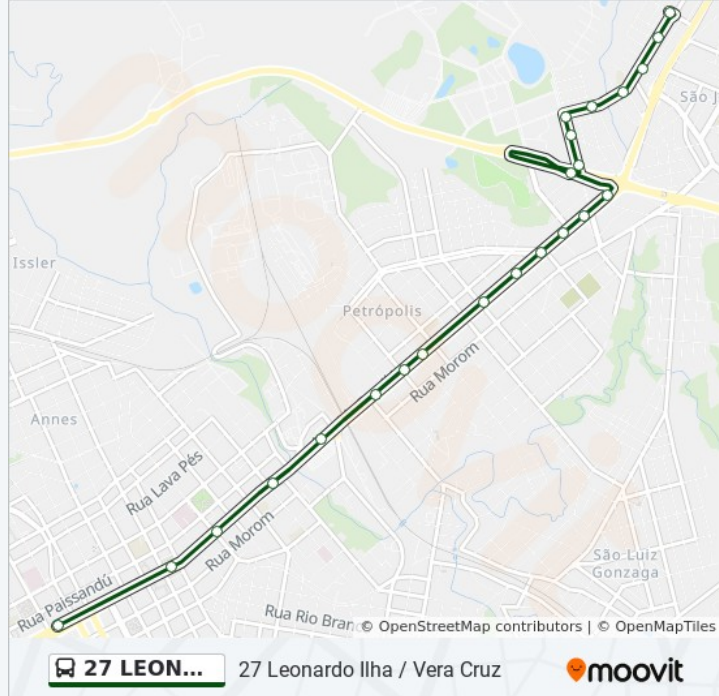 São J
Issler
Petrópolis
Rua Morom
Annes
Rua Lava Pés
Rua Morom
São Luiz
Gonzaga
Rua Paissandú
Rua Rio Branc
© OpenStreetMap contributors | © OpenMapTiles
27 LEON...
27 Leonardo Ilha / Vera Cruz
moovit